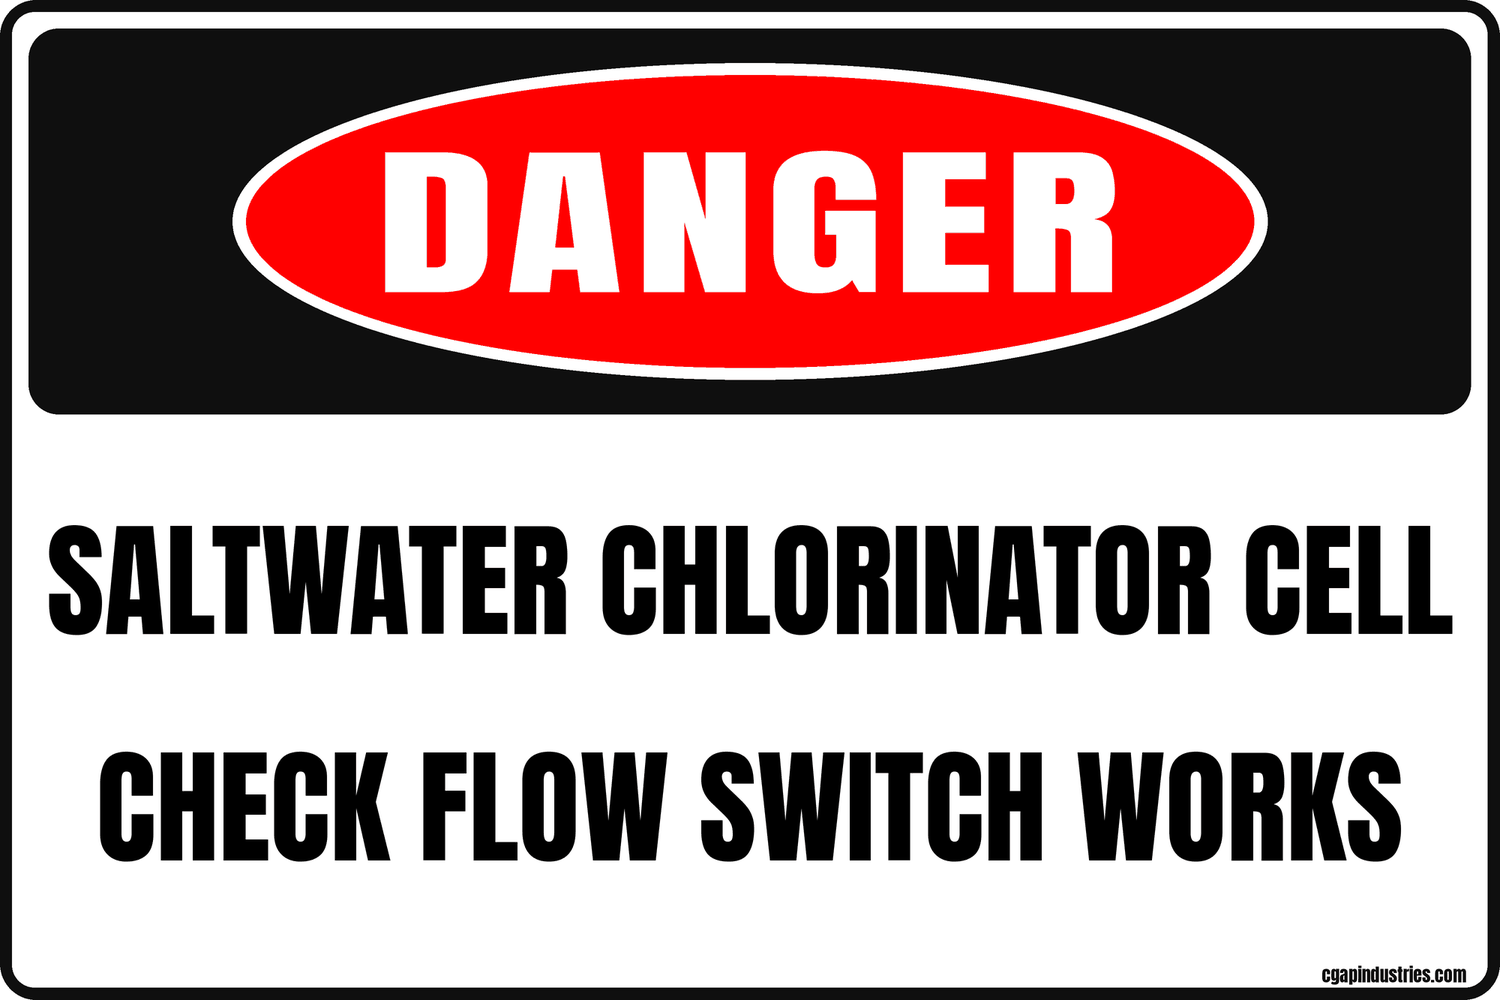 DANGER
SALTWATER CHLORINATOR CELL
CHECK FLOW SWITCH WORKS
cgapindustries.com